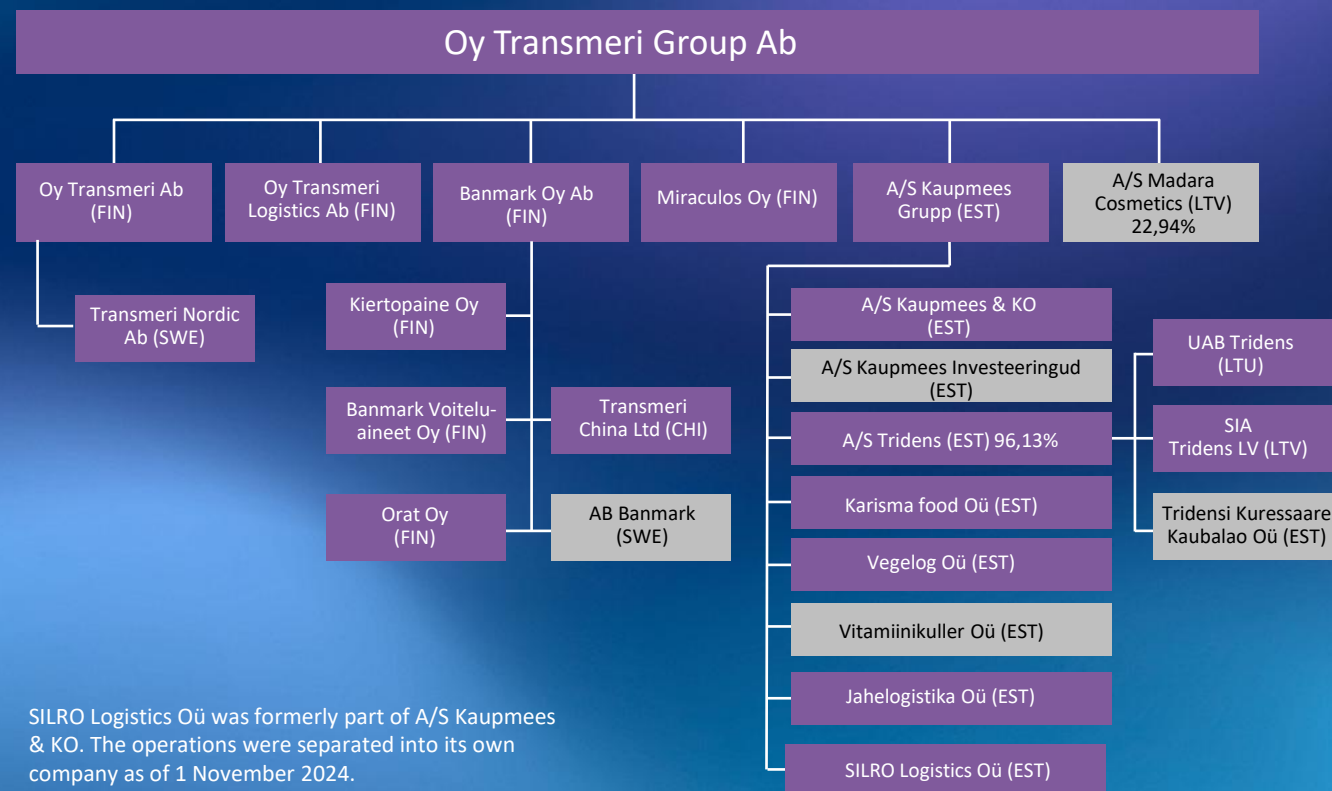 Oy Transmeri Group Ab
Oy Transmeri Ab
(FIN)
Oy Transmeri
Logistics Ab (FIN)
Banmark Oy Ab
(FIN)
Miraculos Oy (FIN)
A/S Kaupmees
Grupp (EST)
A/S Madara
Cosmetics (LTV)
22,94%
Transmeri Nordic
Ab (SWE)
Kiertopaine Oy
(FIN)
Banmark Voitelu-
aineet Oy (FIN)
Transmeri
China Ltd (CHI)
Orat Oy
(FIN)
AB Banmark
(SWE)
A/S Kaupmees & KO
(EST)
A/S Kaupmees Investeeringud
(EST)
A/S Tridens (EST) 96,13%
Karisma food Oü (EST)
Vegelog Oü (EST)
Vitamiinikuller Oü (EST)
Jahelogistika Oü (EST)
SILRO Logistics Oü (EST)
UAB Tridens
(LTU)
SIA
Tridens LV (LTV)
Tridensi Kuressaare
Kaubalao Oü (EST)
SILRO Logistics Oü was formerly part of A/S Kaupmees
& KO. The operations were separated into its own
company as of 1 November 2024.